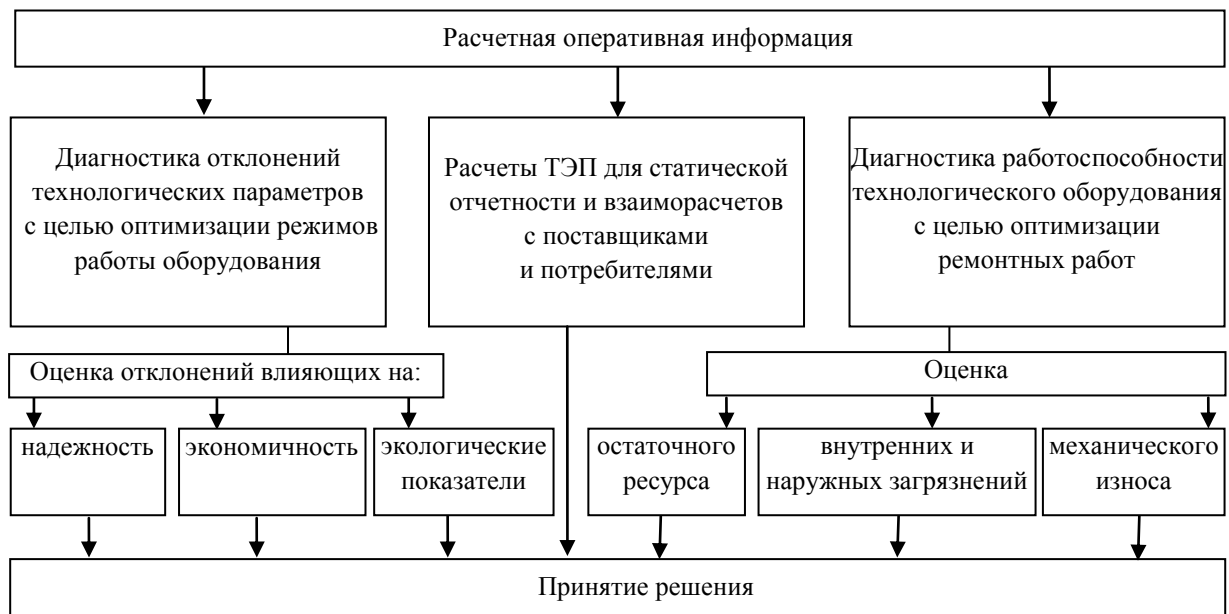 Расчетная оперативная информация
Диагностика отклонений
технологических параметров
с целью оптимизации режимов
работы оборудования
Расчеты ТЭП для статической
отчетности и взаиморасчетов
с поставщиками
и потребителями
Диагностика работоспособности
технологического оборудования
с целью оптимизации
ремонтных работ
Оценка отклонений влияющих на:
Оценка
надежность
экономичность
экологические
показатели
остаточного
ресурса
внутренних и
наружных загрязнений
механического
износа
Принятие решения